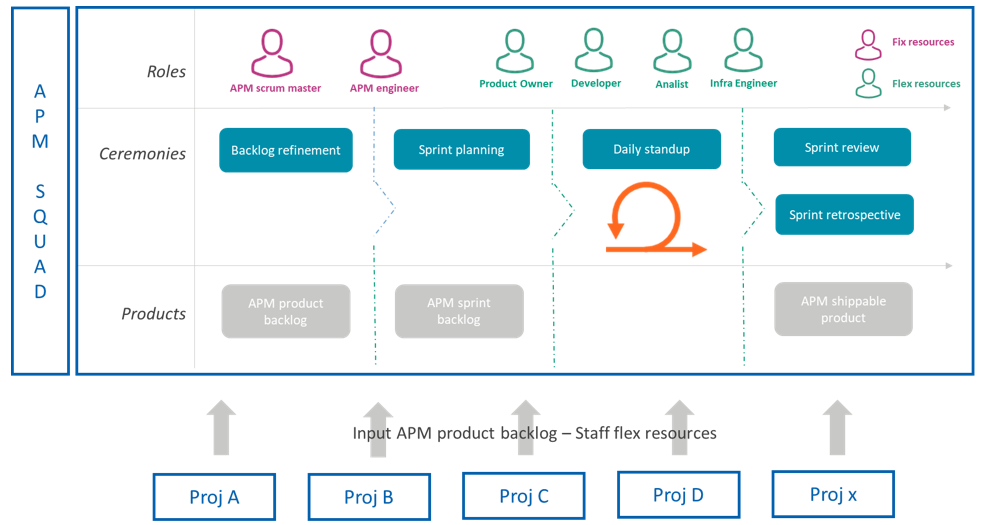 APM SQUAD
Roles
APM scrum master
APM engineer
Product Owner
Developer
Analist
Infra Engineer
Fix resources
Flex resources
Ceremonies
Backlog refinement
Sprint planning
Daily standup
Sprint review
Sprint retrospective
Products
APM product
backlog
APM sprint
backlog
APM shippable
product
Input APM product backlog – Staff flex resources
Proj A
Proj B
Proj C
Proj D
Proj x